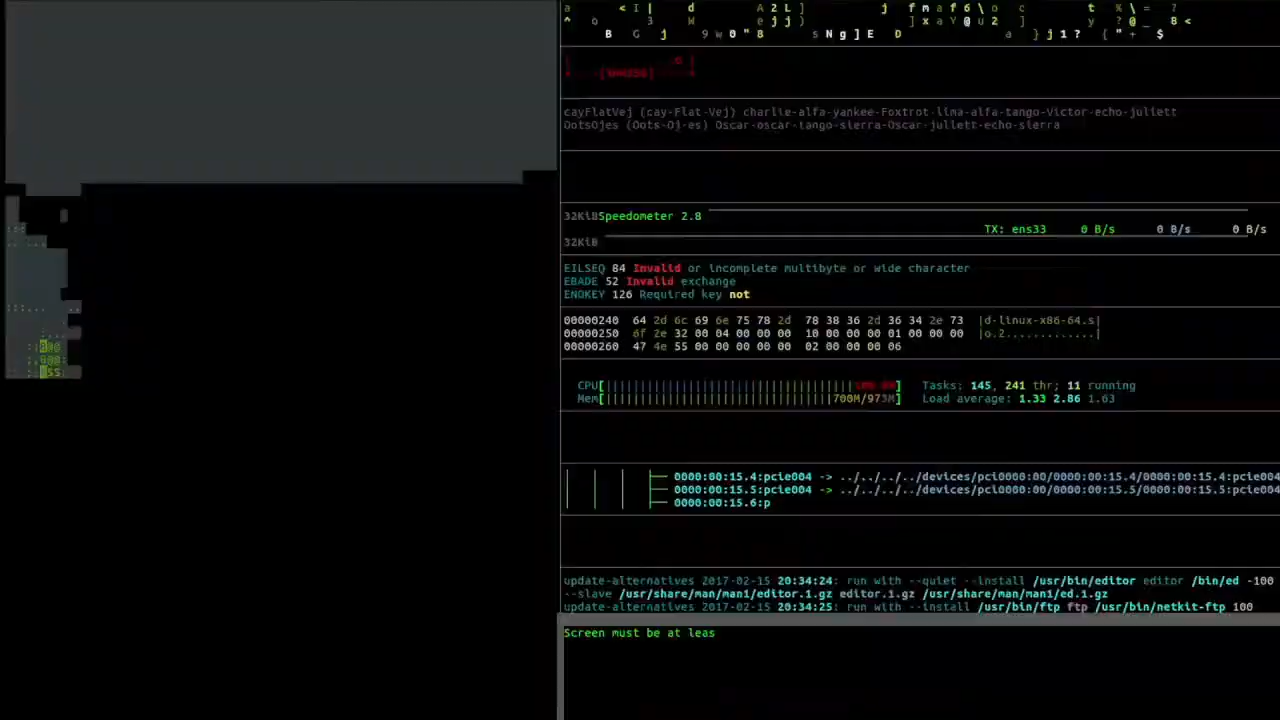 a < I | d A 2 L ] j f m a f 6 \ o c t % \ = ?
^ o 3 W e j j ) ] x a Y @ u 2 ] y ? @ _ 8 <
B G j 9 w 0 " 8 s N g ] E D a } j 1 ? { " + $
cayFlatVej (cay-Flat-Vej) charlie-alfa-yankee-Foxtrot-lima-alfa-tango-Victor-echo-juliett
OotsOjes (Oots-Oj-es) Oscar-oscar-tango-sierra-Oscar-juliett-echo-sierra
32KiBSpeedometer 2.8
TX: ens33 0 B/s 0 B/s 0 B/s
32KiB
EILSEQ 84 Invalid or incomplete multibyte or wide character
EBADE 52 Invalid exchange
ENOKEY 126 Required key not
00000240 64 2d 6c 69 6e 75 78 2d 78 38 36 2d 36 34 2e 73 |d-linux-x86-64.s|
00000250 6f 2e 32 00 04 00 00 00 10 00 00 00 01 00 00 00 |o.2.............|
00000260 47 4e 55 00 00 00 00 00 02 00 00 00 06
CPU[ ] Tasks: 145, 241 thr; 11 running
Mem[ 700M/973M] Load average: 1.33 2.86 1.63
├── 0000:00:15.4:pcie004 -> ../../../../devices/pci0000:00/0000:00:15.4/0000:00:15.4:pcie004
├── 0000:00:15.5:pcie004 -> ../../../../devices/pci0000:00/0000:00:15.5/0000:00:15.5:pcie004
├── 0000:00:15.6:p
update-alternatives 2017-02-15 20:34:24: run with --quiet --install /usr/bin/editor editor /bin/ed -100
--slave /usr/share/man/man1/editor.1.gz editor.1.gz /usr/share/man/man1/ed.1.gz
update-alternatives 2017-02-15 20:34:25: run with --install /usr/bin/ftp ftp /usr/bin/netkit-ftp 100
Screen must be at leas